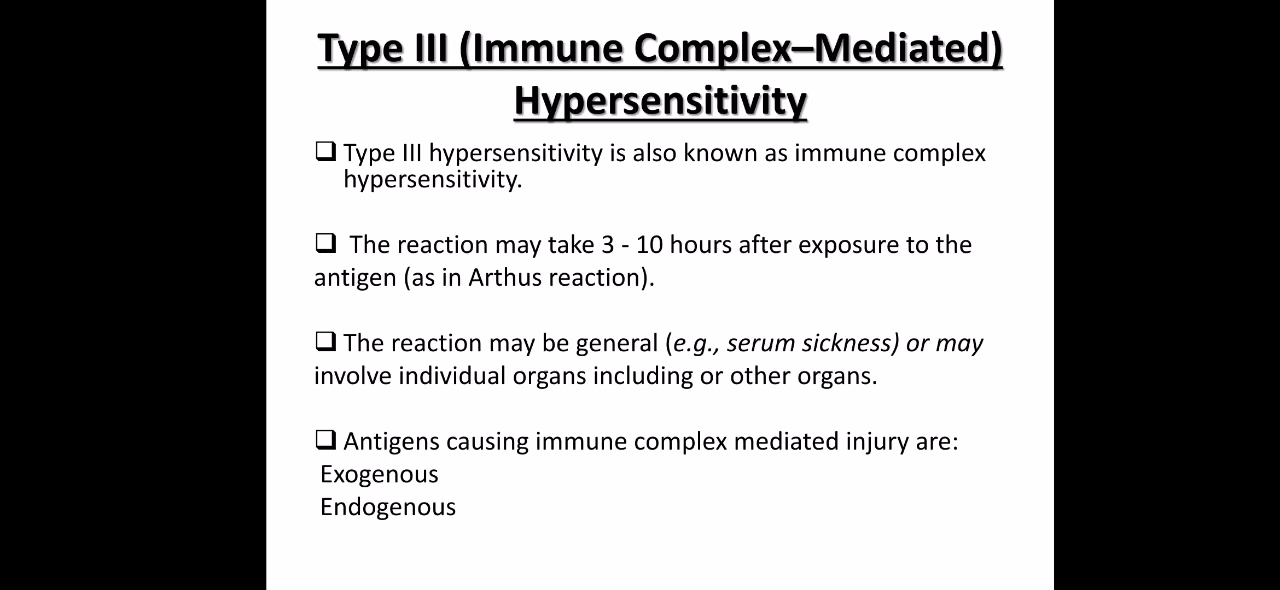 Type III (Immune Complex–Mediated)
Hypersensitivity
❑ Type III hypersensitivity is also known as immune complex
hypersensitivity.
❑ The reaction may take 3 - 10 hours after exposure to the
antigen (as in Arthus reaction).
❑ The reaction may be general (e.g., serum sickness) or may
involve individual organs including or other organs.
❑ Antigens causing immune complex mediated injury are:
Exogenous
Endogenous